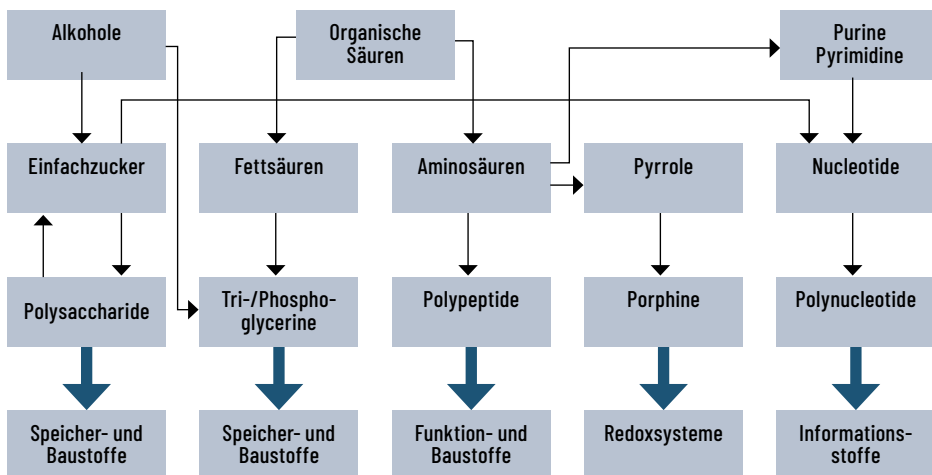 Alkohole
Organische
Säuren
Purine
Pyrimidine
Einfachzucker
Fettsäuren
Aminosäuren
Pyrrole
Nucleotide
Polysaccharide
Tri-/Phospho-
glycerine
Polypeptide
Porphine
Polynucleotide
Speicher- und
Baustoffe
Speicher- und
Baustoffe
Funktion- und
Baustoffe
Redoxsysteme
Informations-
stoffe